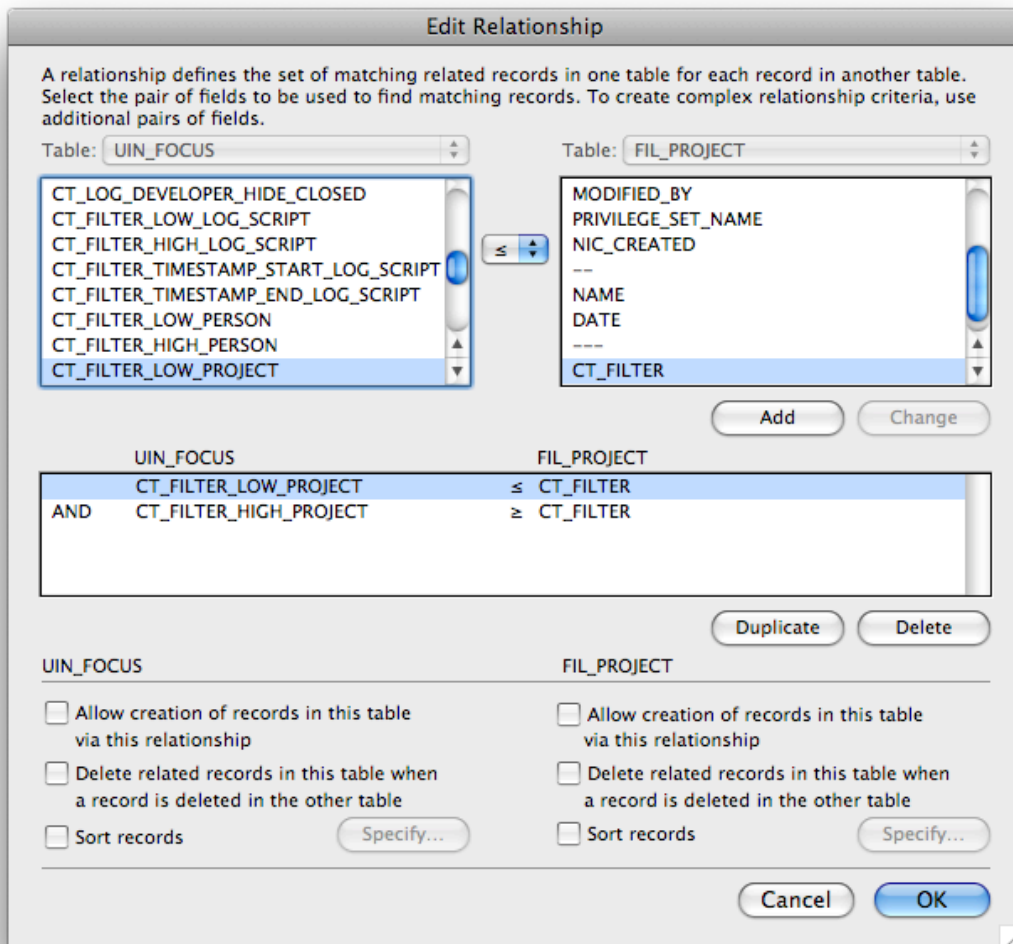 Edit Relationship
A relationship defines the set of matching related records in one table for each record in another table.
Select the pair of fields to be used to find matching records. To create complex relationship criteria, use
additional pairs of fields.
Table: UIN_FOCUS Table: FIL_PROJECT
CT_LOG_DEVELOPER_HIDE_CLOSED MODIFIED_BY
CT_FILTER_LOW_LOG_SCRIPT PRIVILEGE_SET_NAME
CT_FILTER_HIGH_LOG_SCRIPT ≤ NIC_CREATED
CT_FILTER_TIMESTAMP_START_LOG_SCRIPT --
CT_FILTER_TIMESTAMP_END_LOG_SCRIPT NAME
CT_FILTER_LOW_PERSON DATE
CT_FILTER_HIGH_PERSON ---
CT_FILTER_LOW_PROJECT CT_FILTER
Add Change
UIN_FOCUS FIL_PROJECT
CT_FILTER_LOW_PROJECT ≤ CT_FILTER
AND CT_FILTER_HIGH_PROJECT ≥ CT_FILTER
Duplicate Delete
UIN_FOCUS FIL_PROJECT
Allow creation of records in this table Allow creation of records in this table
via this relationship via this relationship
Delete related records in this table when Delete related records in this table when
a record is deleted in the other table a record is deleted in the other table
Sort records Specify... Sort records Specify...
Cancel OK